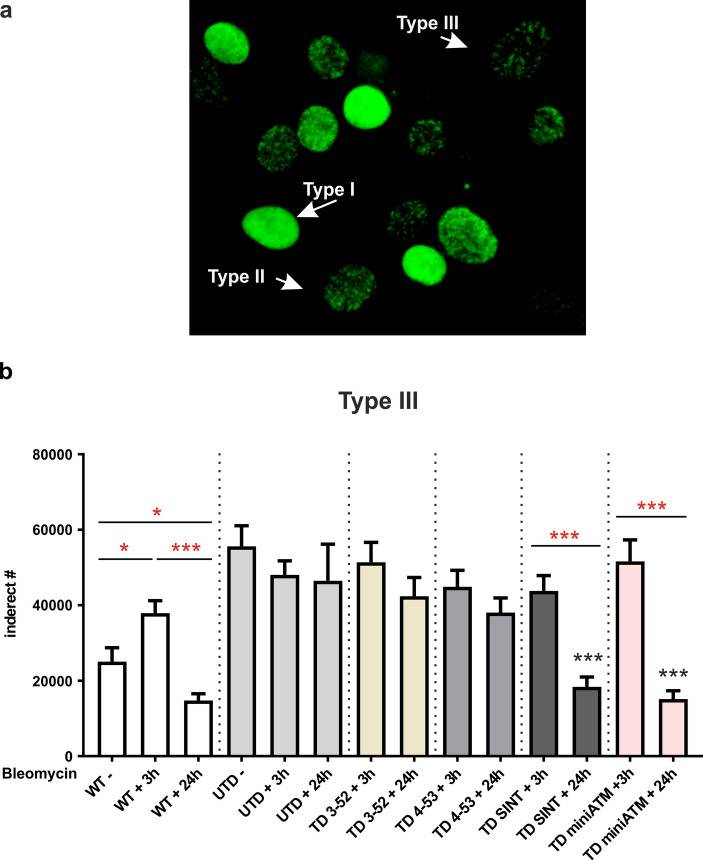 a
Type III
Type I
Type II
b
Type III
80000
60000
40000
20000
0
inderect #
*
*
***
***
***
***
***
Bleomycin
WT -
WT + 3h
WT + 24h
UTD -
UTD + 3h
UTD + 24h
TD 3-52 + 3h
TD 3-52 + 24h
TD 4-53 + 3h
TD 4-53 + 24h
TD SINT + 3h
TD SINT + 24h
TD miniATM +3h
TD miniATM + 24h